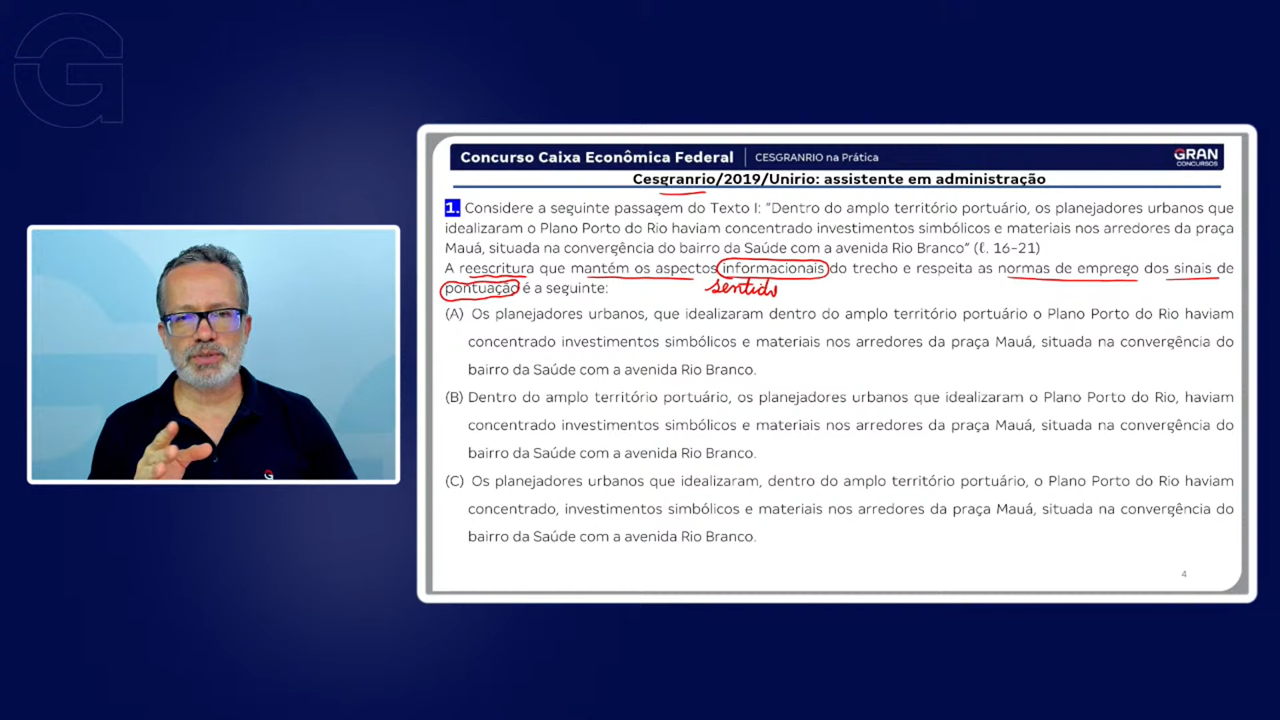 Concurso Caixa Econômica Federal CESGRANRIO na Prática GRAN
CONCURSOS
Cesgranrio/2019/Unirio: assistente em administração
1. Considere a seguinte passagem do Texto I: “Dentro do amplo território portuário, os planejadores urbanos que
idealizaram o Plano Porto do Rio haviam concentrado investimentos simbólicos e materiais nos arredores da praça
Mauá, situada na convergência do bairro da Saúde com a avenida Rio Branco” (ℓ. 16-21)
A reescritura que mantém os aspectos informacionais do trecho e respeita as normas de emprego dos sinais de
pontuação é a seguinte:
sentido
(A) Os planejadores urbanos, que idealizaram dentro do amplo território portuário o Plano Porto do Rio haviam
concentrado investimentos simbólicos e materiais nos arredores da praça Mauá, situada na convergência do
bairro da Saúde com a avenida Rio Branco.
(B) Dentro do amplo território portuário, os planejadores urbanos que idealizaram o Plano Porto do Rio, haviam
concentrado investimentos simbólicos e materiais nos arredores da praça Mauá, situada na convergência do
bairro da Saúde com a avenida Rio Branco.
(C) Os planejadores urbanos que idealizaram, dentro do amplo território portuário, o Plano Porto do Rio haviam
concentrado, investimentos simbólicos e materiais nos arredores da praça Mauá, situada na convergência do
bairro da Saúde com a avenida Rio Branco.
4